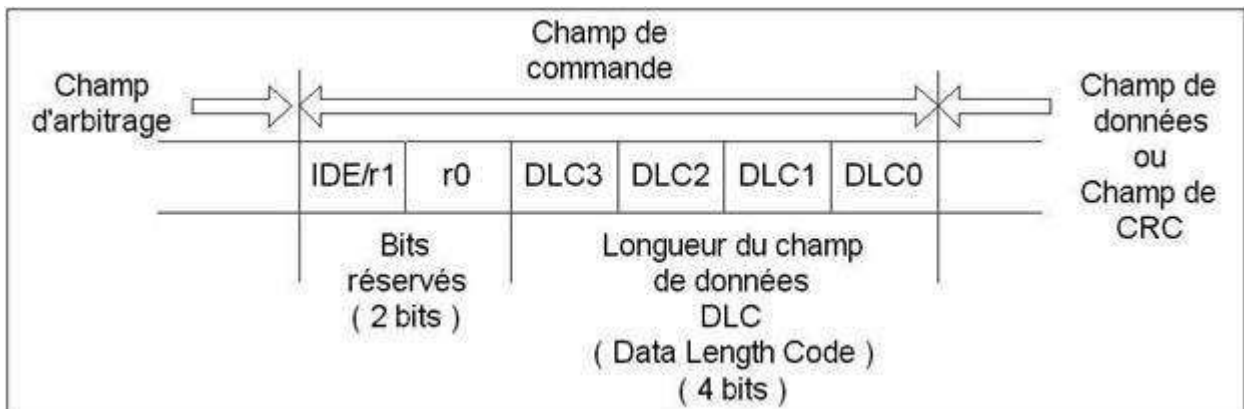 Champ de
commande
Champ
d'arbitrage
Champ de
données
ou
Champ de
CRC
IDE/r1 r0 DLC3 DLC2 DLC1 DLC0
Bits
réservés
( 2 bits )
Longueur du champ
de données
DLC
( Data Length Code )
( 4 bits )